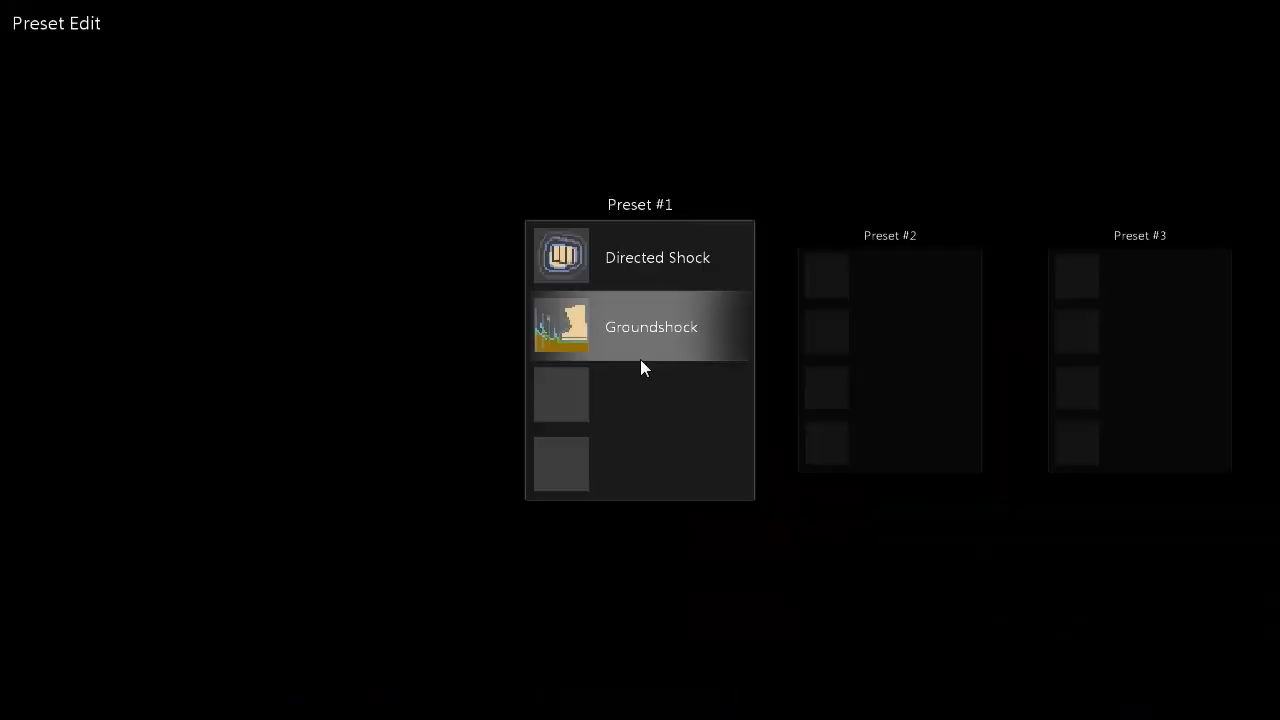 Preset Edit
Preset #1
Directed Shock
Groundshock
Preset #2
Preset #3